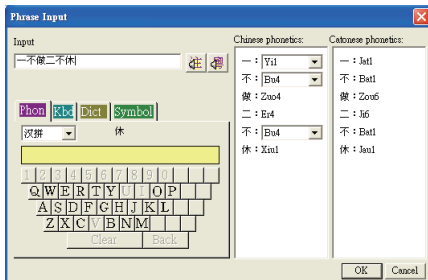 Phrase Input
Input
一不做二不休
Phon Kbd Dict Symbol
汉拼
休
1 2 3 4 5 6 7 8 9 0
Q W E R T Y U I O P
A S D F G H J K L
Z X C V B N M
Clear Back
Chinese phonetics:
一：Yi1
不：Bu4
做：Zuo4
二：Er4
不：Bu4
休：Xiu1
Catonese phonetics:
一：Jat1
不：Bat1
做：Zou6
二：Ji6
不：Bat1
休：Jau1
OK Cancel